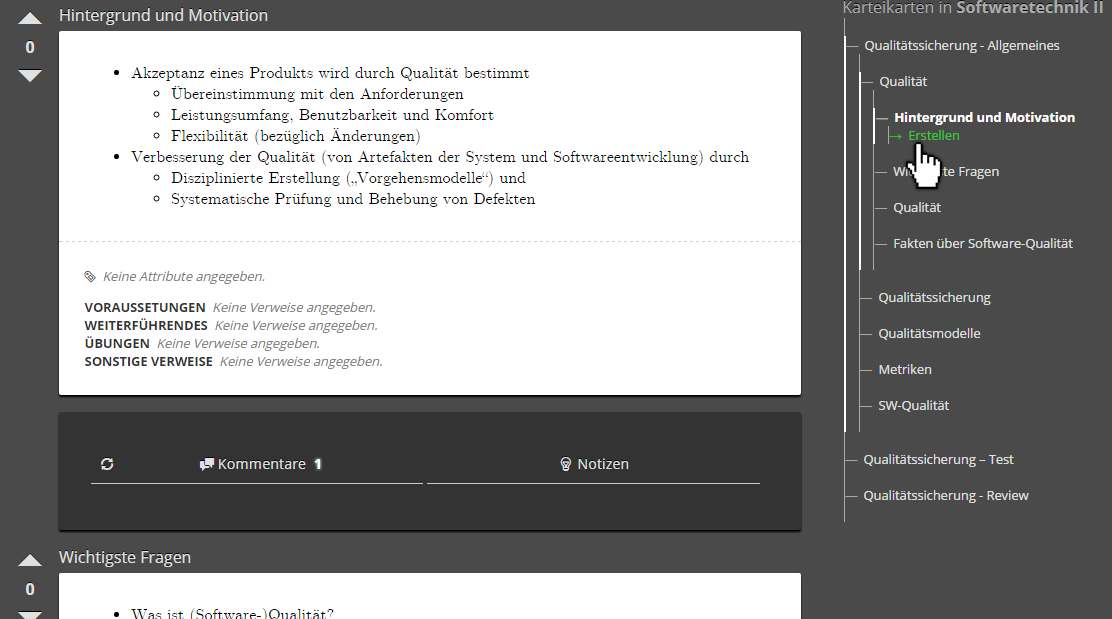 Hintergrund und Motivation
0
Akzeptanz eines Produkts wird durch Qualität bestimmt
Übereinstimmung mit den Anforderungen
Leistungsumfang, Benutzbarkeit und Komfort
Flexibilität (bezüglich Änderungen)
Verbesserung der Qualität (von Artefakten der System und Softwareentwicklung) durch
Disziplinierte Erstellung („Vorgehensmodelle“) und
Systematische Prüfung und Behebung von Defekten
Keine Attribute angegeben.
VORAUSSETUNGEN Keine Verweise angegeben.
WEITERFÜHRENDES Keine Verweise angegeben.
ÜBUNGEN Keine Verweise angegeben.
SONSTIGE VERWEISE Keine Verweise angegeben.
Kommentare 1
Notizen
Wichtigste Fragen
0
Was ist (Software-)Qualität?
Karteikarten in Softwaretechnik II
Qualitätssicherung - Allgemeines
Qualität
Hintergrund und Motivation
→ Erstellen
Fragen
Qualität
Fakten über Software-Qualität
Qualitätssicherung
Qualitätsmodelle
Metriken
SW-Qualität
Qualitätssicherung – Test
Qualitätssicherung - Review